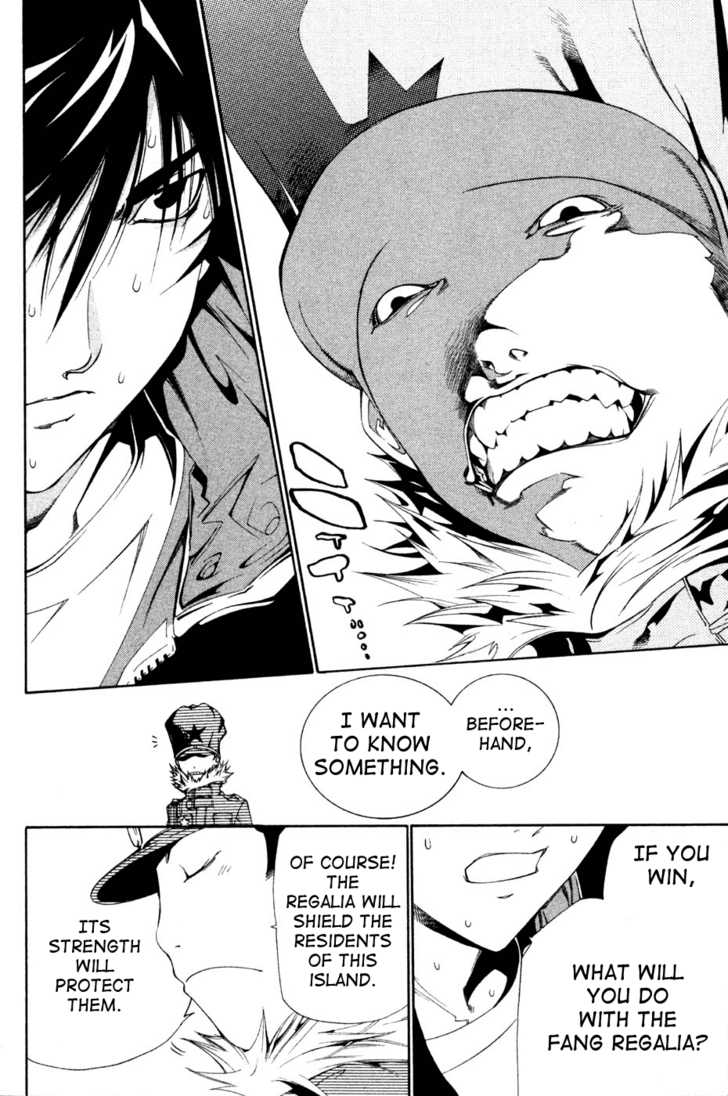 ...
BEFORE-
HAND,
I WANT
TO KNOW
SOMETHING.
IF YOU
WIN,
WHAT WILL
YOU DO
WITH THE
FANG REGALIA?
OF COURSE!
THE
REGALIA WILL
SHIELD THE
RESIDENTS
OF THIS
ISLAND.
ITS
STRENGTH
WILL
PROTECT
THEM.